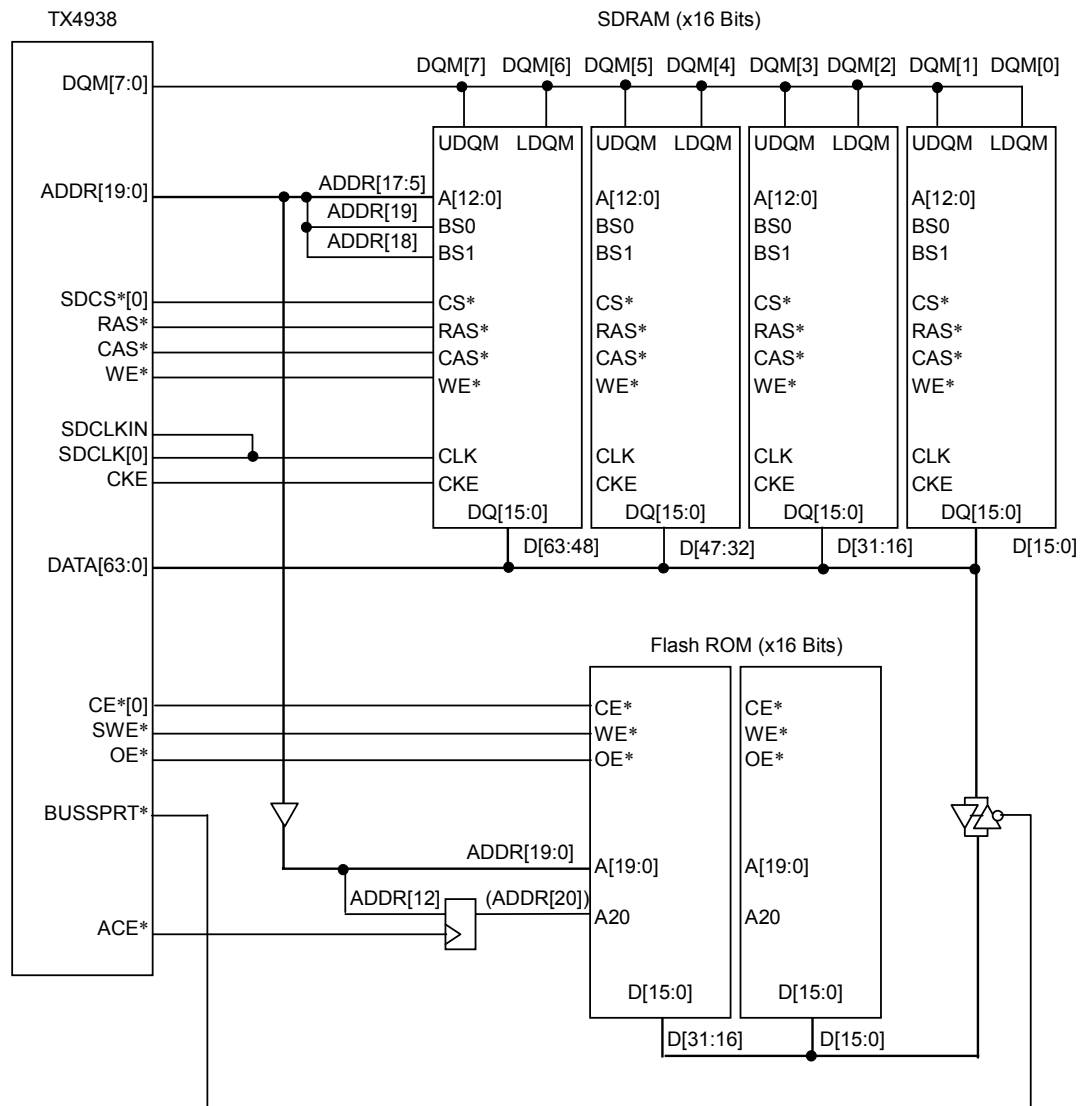 TX4938
SDRAM (x16 Bits)
DQM[7:0]
DQM[7] DQM[6] DQM[5] DQM[4] DQM[3] DQM[2] DQM[1] DQM[0]
UDQM LDQM UDQM LDQM UDQM LDQM UDQM LDQM
ADDR[19:0] ADDR[17:5] A[12:0] A[12:0] A[12:0] A[12:0]
ADDR[19] BS0 BS0 BS0 BS0
ADDR[18] BS1 BS1 BS1 BS1
SDCS*[0] CS* CS* CS* CS*
RAS* RAS* RAS* RAS* RAS*
CAS* CAS* CAS* CAS* CAS*
WE* WE* WE* WE* WE*
SDCLKIN
SDCLK[0] CLK CLK CLK CLK
CKE CKE CKE CKE CKE
DQ[15:0] DQ[15:0] DQ[15:0] DQ[15:0]
D[63:48] D[47:32] D[31:16] D[15:0]
DATA[63:0]
Flash ROM (x16 Bits)
CE*[0] CE* CE*
SWE* WE* WE*
OE* OE* OE*
BUSSPRT*
ADDR[19:0] A[19:0] A[19:0]
ADDR[12] (ADDR[20]) A20 A20
ACE*
D[15:0] D[15:0]
D[31:16] D[15:0]